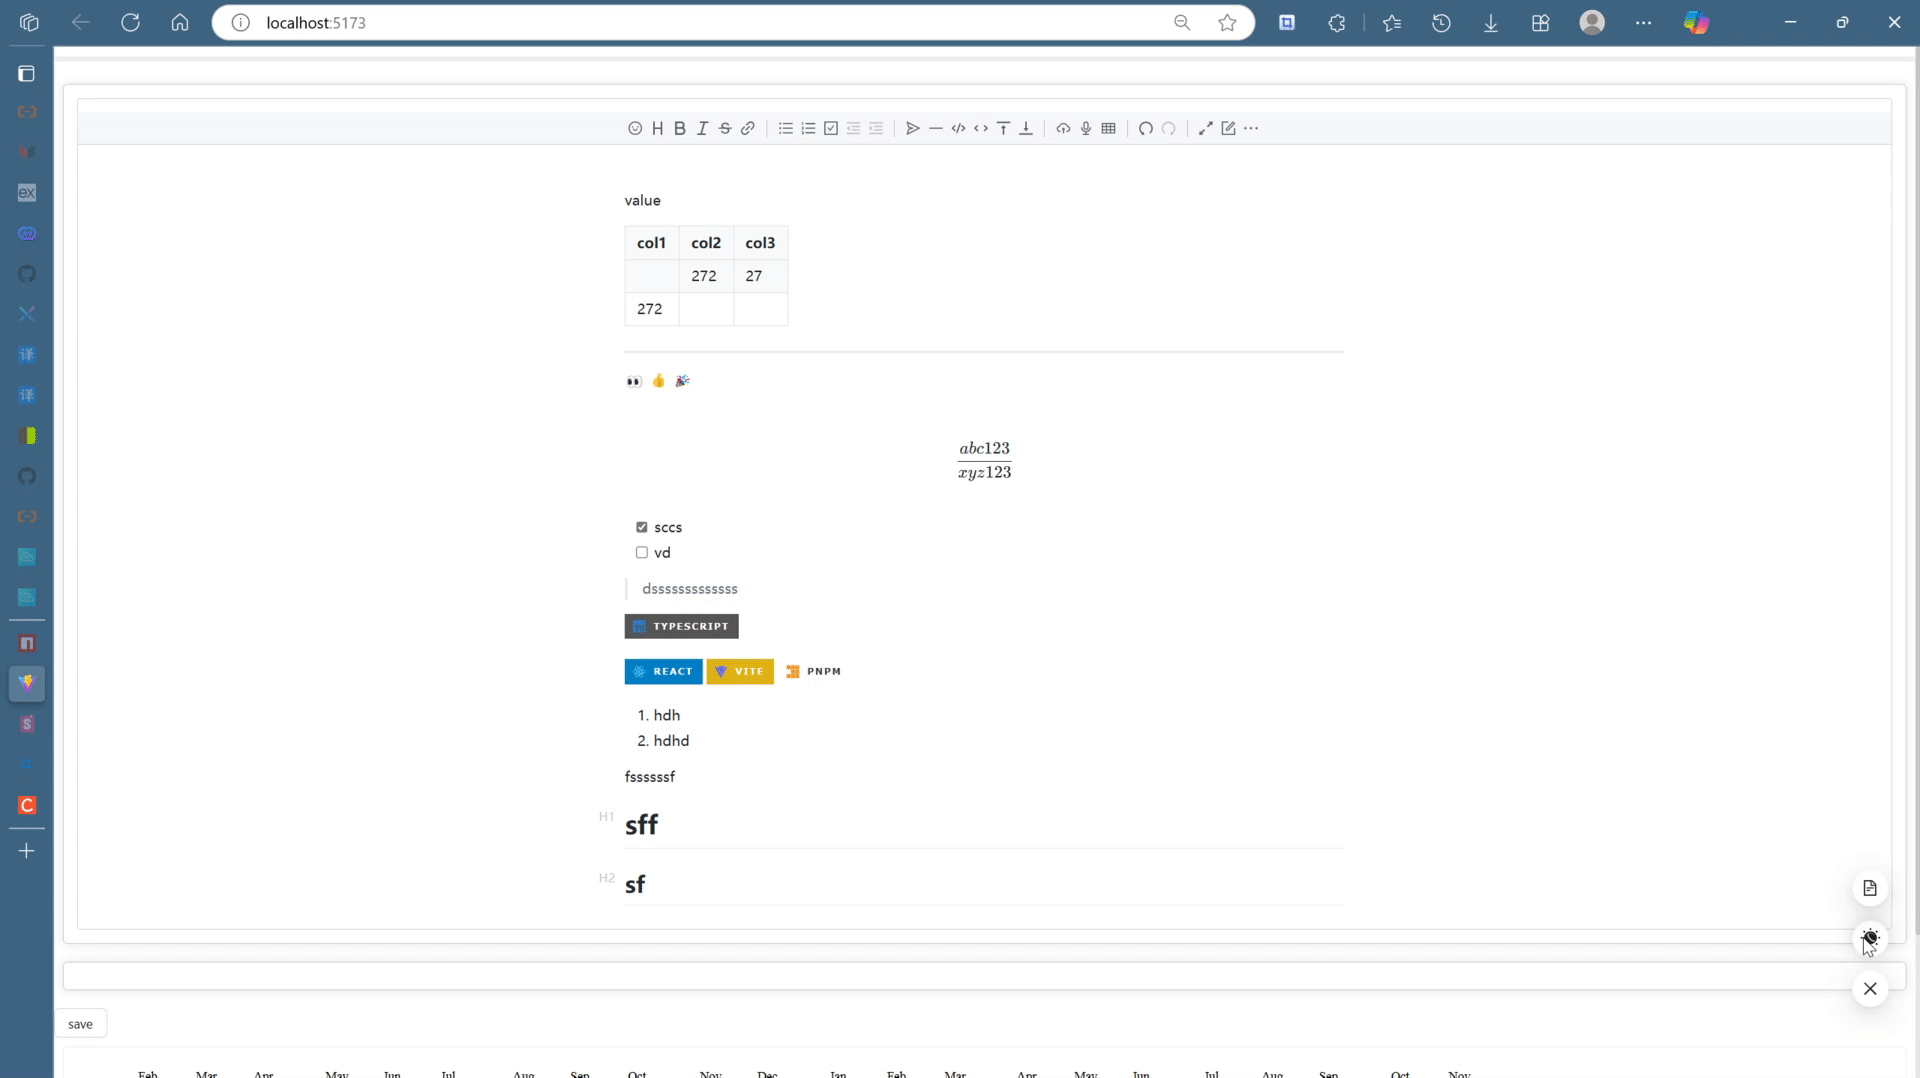 localhost:5173
value
col1 col2 col3
272 27
272
👀 👍 🎉
abc123
xyz123
sccs
vd
dsssssssssssss
TYPESCRIPT
REACT VITE PNPM
1. hdh
2. hdhd
fssssssf
H1 sff
H2 sf
save
Feb Mar Apr May Jun Jul Aug Sep Oct Nov Dec Jan Feb Mar Apr May Jun Jul Aug Sep Oct Nov